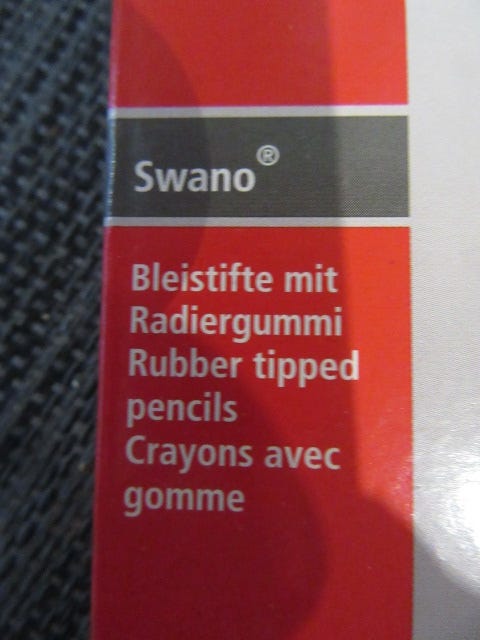 Swano®
Bleistifte mit
Radiergummi
Rubber tipped
pencils
Crayons avec
gomme